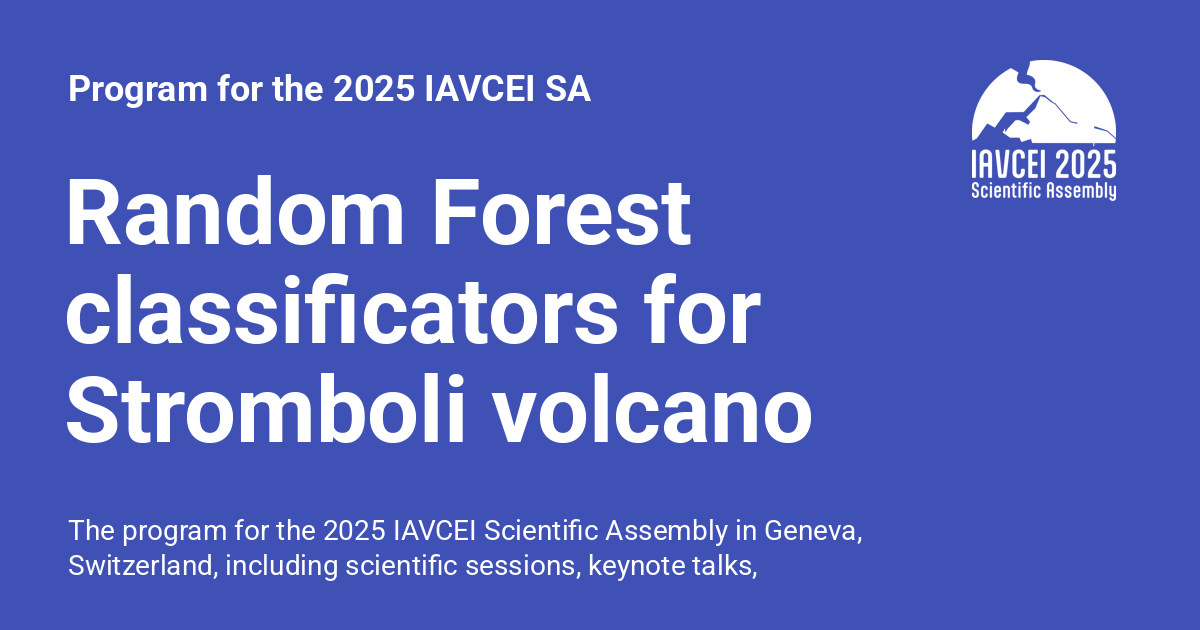 Program for the 2025 IAVCEI SA
IAVCEI 2025
Scientific Assembly
Random Forest
classificators for
Stromboli volcano
The program for the 2025 IAVCEI Scientific Assembly in Geneva,
Switzerland, including scientific sessions, keynote talks,